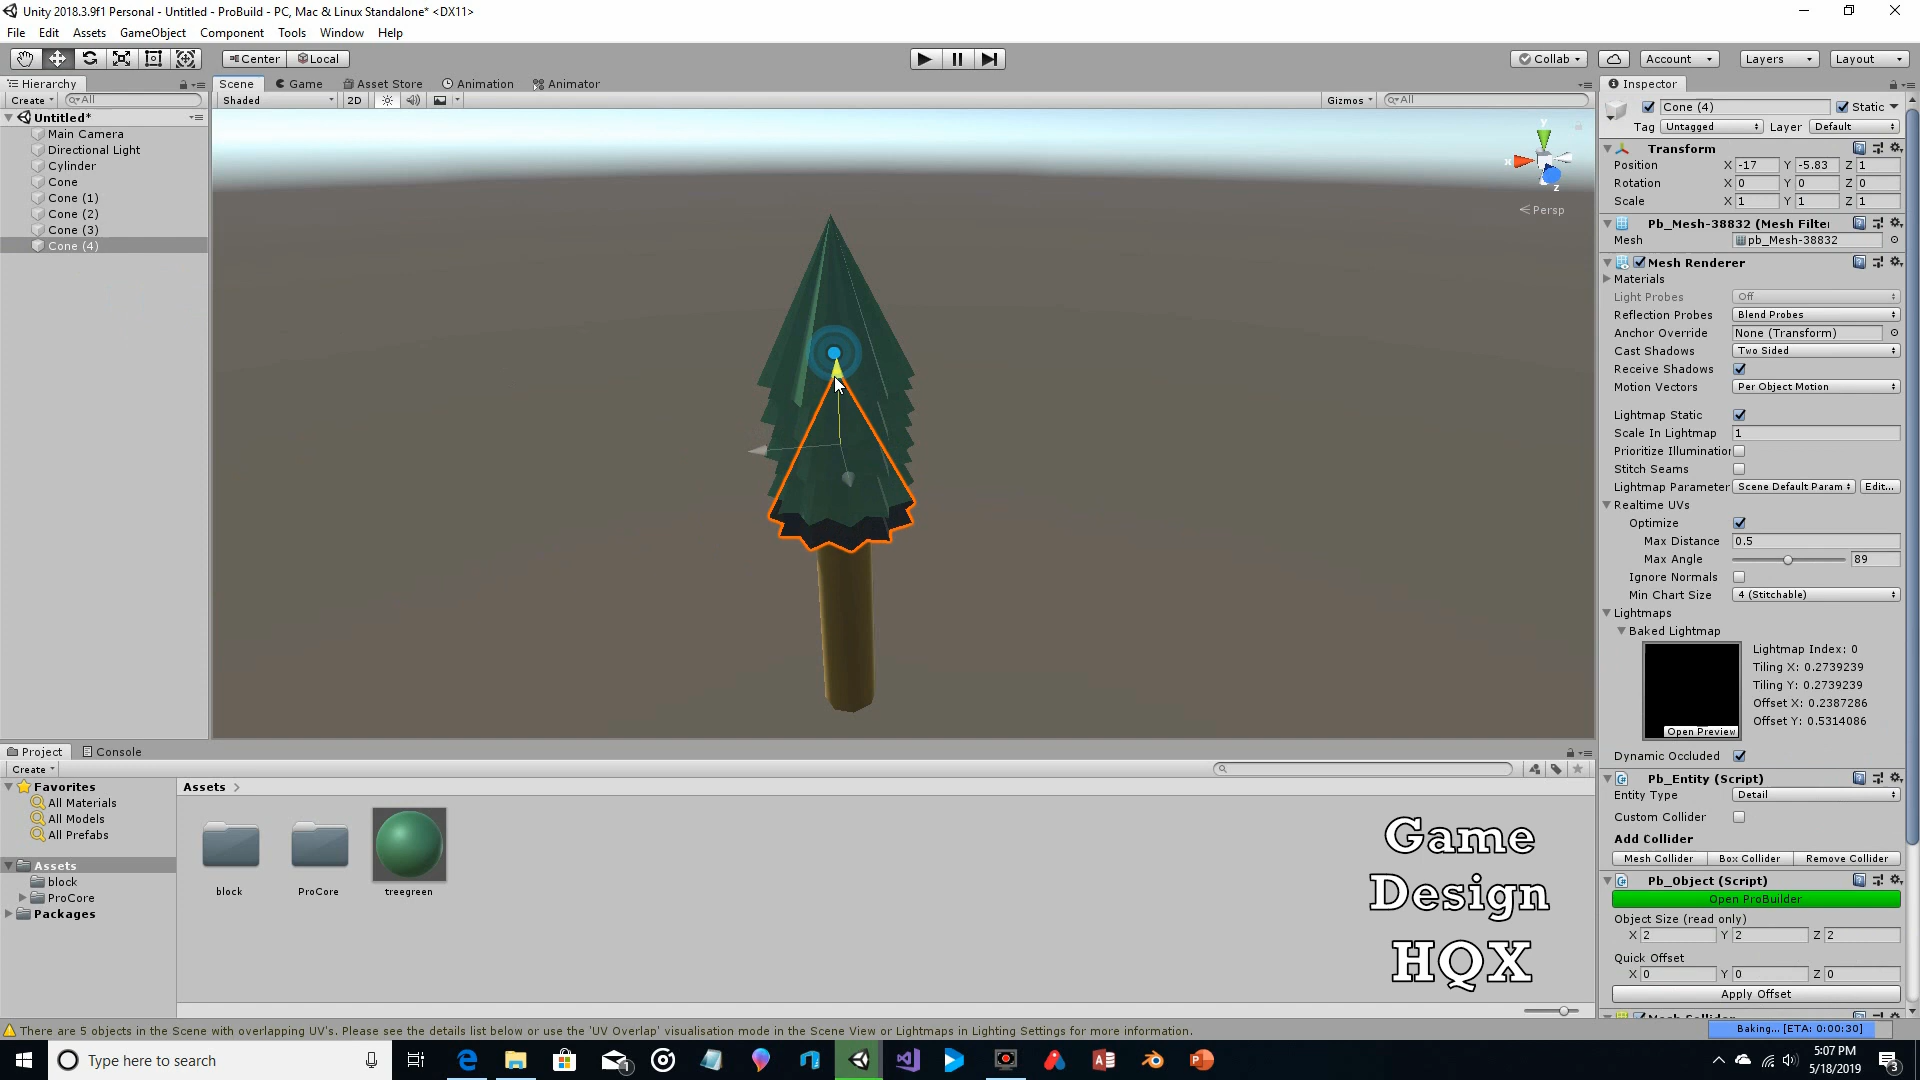 Unity 2018.3.9f1 Personal - Untitled - ProBuild - PC, Mac & Linux Standalone* <DX11>
File Edit Assets GameObject Component Tools Window Help
Center Local Collab Account Layers Layout
Hierarchy
Create All
Untitled*
Main Camera
Directional Light
Cylinder
Cone
Cone (1)
Cone (2)
Cone (3)
Cone (4)
Scene Game Asset Store Animation Animator
Shaded 2D Gizmos All
y
x
z
Persp
Inspector
Cone (4) Static
Tag Untagged Layer Default
Transform
Position X -17 Y -5.83 Z 1
Rotation X 0 Y 0 Z 0
Scale X 1 Y 1 Z 1
Pb_Mesh-38832 (Mesh Filte
Mesh pb_Mesh-38832
Mesh Renderer
Materials
Light Probes Off
Reflection Probes Blend Probes
Anchor Override None (Transform)
Cast Shadows Two Sided
Receive Shadows
Motion Vectors Per Object Motion
Lightmap Static
Scale In Lightmap 1
Prioritize Illumination
Stitch Seams
Lightmap Parameter Scene Default Param Edit...
Realtime UVs
Optimize
Max Distance 0.5
Max Angle 89
Ignore Normals
Min Chart Size 4 (Stitchable)
Lightmaps
Baked Lightmap
Lightmap Index: 0
Tiling X: 0.2739239
Tiling Y: 0.2739239
Offset X: 0.2387286
Offset Y: 0.5314086
Open Preview
Dynamic Occluded
Pb_Entity (Script)
Entity Type Detail
Custom Collider
Add Collider
Mesh Collider Box Collider Remove Collider
Pb_Object (Script)
Open ProBuilder
Object Size (read only)
X 2 Y 2 Z 2
Quick Offset
X 0 Y 0 Z 0
Apply Offset
Mesh Collider
Project Console
Create
Favorites
All Materials
All Models
All Prefabs
Assets
block
ProCore
Packages
Assets
block ProCore treegreen
Game
Design
HQX
There are 5 objects in the Scene with overlapping UV's. Please see the details list below or use the 'UV Overlap' visualisation mode in the Scene View or Lightmaps in Lighting Settings for more information.
Baking... [ETA: 0:00:30]
Type here to search
5:07 PM
5/18/2019